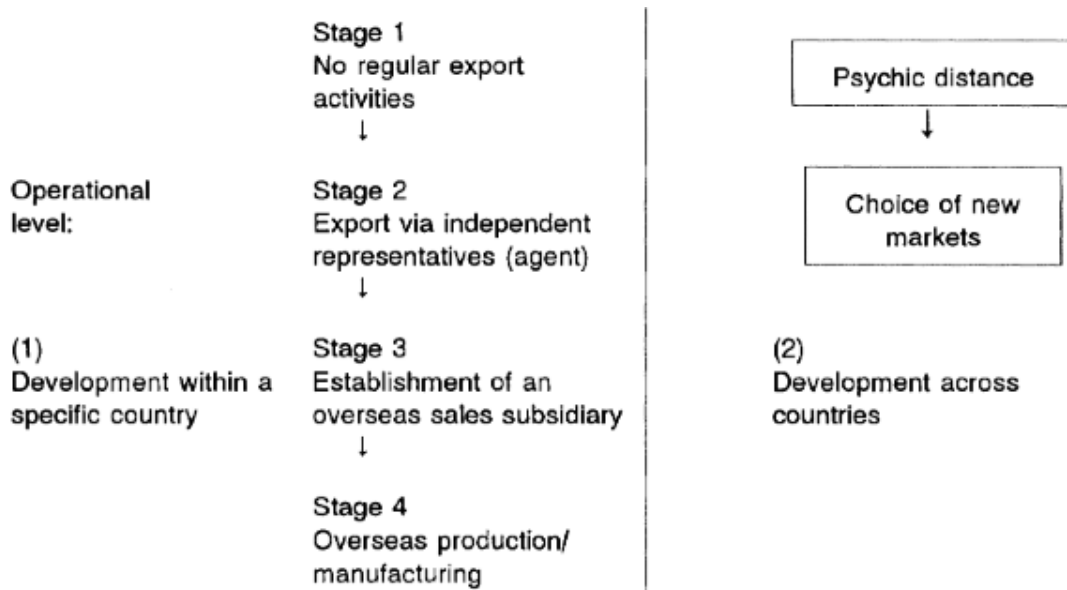 Stage 1
No regular export
activities
↓
Operational
level:
Stage 2
Export via independent
representatives (agent)
↓
(1)
Development within a
specific country
Stage 3
Establishment of an
overseas sales subsidiary
↓
Stage 4
Overseas production/
manufacturing
Psychic distance
↓
Choice of new
markets
(2)
Development across
countries